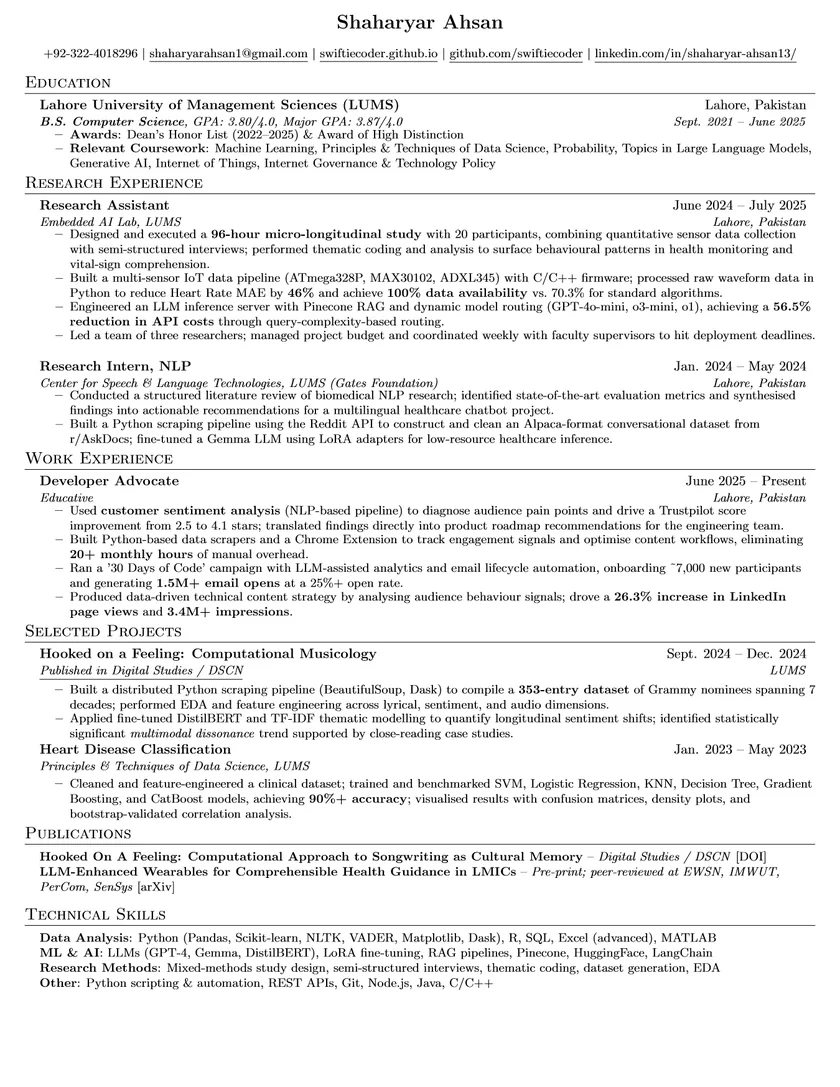 Shaharyar Ahsan
+92-322-4018296 | shaharyarahsan1@gmail.com | swiftiecoder.github.io | github.com/swiftiecoder | linkedin.com/in/shaharyar-ahsan13/
Education
Lahore University of Management Sciences (LUMS) Lahore, Pakistan
B.S. Computer Science, GPA: 3.80/4.0, Major GPA: 3.87/4.0 Sept. 2021 – June 2025
– Awards: Dean's Honor List (2022–2025) & Award of High Distinction
– Relevant Coursework: Machine Learning, Principles & Techniques of Data Science, Probability, Topics in Large Language Models,
Generative AI, Internet of Things, Internet Governance & Technology Policy
Research Experience
Research Assistant June 2024 – July 2025
Embedded AI Lab, LUMS Lahore, Pakistan
– Designed and executed a 96-hour micro-longitudinal study with 20 participants, combining quantitative sensor data collection
with semi-structured interviews; performed thematic coding and analysis to surface behavioural patterns in health monitoring and
vital-sign comprehension.
– Built a multi-sensor IoT data pipeline (ATmega328P, MAX30102, ADXL345) with C/C++ firmware; processed raw waveform data in
Python to reduce Heart Rate MAE by 46% and achieve 100% data availability vs. 70.3% for standard algorithms.
– Engineered an LLM inference server with Pinecone RAG and dynamic model routing (GPT-4o-mini, o3-mini, o1), achieving a 56.5%
reduction in API costs through query-complexity-based routing.
– Led a team of three researchers; managed project budget and coordinated weekly with faculty supervisors to hit deployment deadlines.
Research Intern, NLP Jan. 2024 – May 2024
Center for Speech & Language Technologies, LUMS (Gates Foundation) Lahore, Pakistan
– Conducted a structured literature review of biomedical NLP research; identified state-of-the-art evaluation metrics and synthesised
findings into actionable recommendations for a multilingual healthcare chatbot project.
– Built a Python scraping pipeline using the Reddit API to construct and clean an Alpaca-format conversational dataset from
r/AskDocs; fine-tuned a Gemma LLM using LoRA adapters for low-resource healthcare inference.
Work Experience
Developer Advocate June 2025 – Present
Educative Lahore, Pakistan
– Used customer sentiment analysis (NLP-based pipeline) to diagnose audience pain points and drive a Trustpilot score
improvement from 2.5 to 4.1 stars; translated findings directly into product roadmap recommendations for the engineering team.
– Built Python-based data scrapers and a Chrome Extension to track engagement signals and optimise content workflows, eliminating
20+ monthly hours of manual overhead.
– Ran a '30 Days of Code' campaign with LLM-assisted analytics and email lifecycle automation, onboarding ~7,000 new participants
and generating 1.5M+ email opens at a 25%+ open rate.
– Produced data-driven technical content strategy by analysing audience behaviour signals; drove a 26.3% increase in LinkedIn
page views and 3.4M+ impressions.
Selected Projects
Hooked on a Feeling: Computational Musicology Sept. 2024 – Dec. 2024
Published in Digital Studies / DSCN LUMS
– Built a distributed Python scraping pipeline (BeautifulSoup, Dask) to compile a 353-entry dataset of Grammy nominees spanning 7
decades; performed EDA and feature engineering across lyrical, sentiment, and audio dimensions.
– Applied fine-tuned DistilBERT and TF-IDF thematic modelling to quantify longitudinal sentiment shifts; identified statistically
significant multimodal dissonance trend supported by close-reading case studies.
Heart Disease Classification Jan. 2023 – May 2023
Principles & Techniques of Data Science, LUMS
– Cleaned and feature-engineered a clinical dataset; trained and benchmarked SVM, Logistic Regression, KNN, Decision Tree, Gradient
Boosting, and CatBoost models, achieving 90%+ accuracy; visualised results with confusion matrices, density plots, and
bootstrap-validated correlation analysis.
Publications
Hooked On A Feeling: Computational Approach to Songwriting as Cultural Memory – Digital Studies / DSCN [DOI]
LLM-Enhanced Wearables for Comprehensible Health Guidance in LMICs – Pre-print; peer-reviewed at EWSN, IMWUT,
PerCom, SenSys [arXiv]
Technical Skills
Data Analysis: Python (Pandas, Scikit-learn, NLTK, VADER, Matplotlib, Dask), R, SQL, Excel (advanced), MATLAB
ML & AI: LLMs (GPT-4, Gemma, DistilBERT), LoRA fine-tuning, RAG pipelines, Pinecone, HuggingFace, LangChain
Research Methods: Mixed-methods study design, semi-structured interviews, thematic coding, dataset generation, EDA
Other: Python scripting & automation, REST APIs, Git, Node.js, Java, C/C++